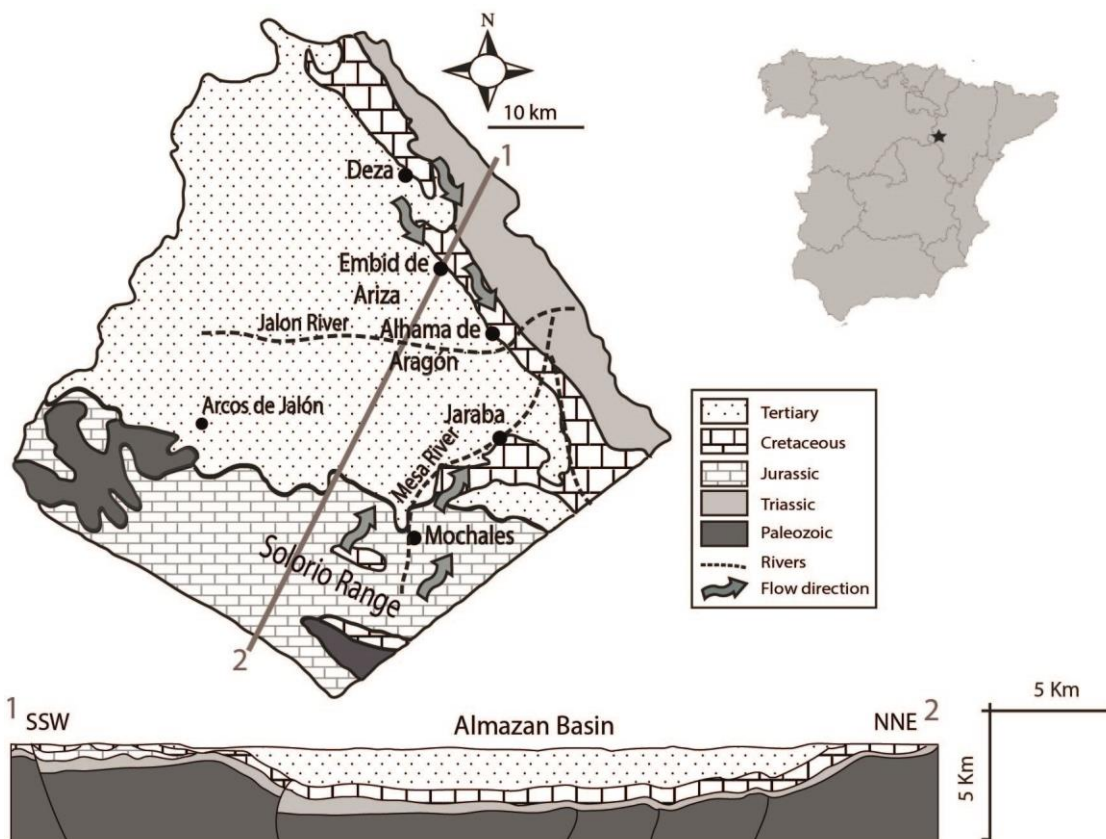 N
10 km
1
Deza
Embid de
Ariza
Jalon River
Alhama de
Aragón
Arcos de Jalón
Jaraba
Mesa River
Mochales
Solorio Range
2
Tertiary
Cretaceous
Jurassic
Triassic
Paleozoic
Rivers
Flow direction
1 SSW
Almazan Basin
NNE 2
5 Km
5 Km